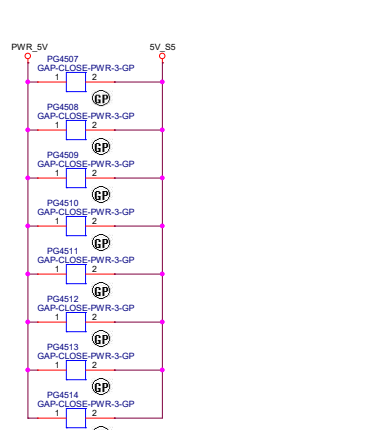 PWR_5V 5V_S5
PG4507
GAP-CLOSE-PWR-3-GP
1 2
GP
PG4508
GAP-CLOSE-PWR-3-GP
1 2
GP
PG4509
GAP-CLOSE-PWR-3-GP
1 2
GP
PG4510
GAP-CLOSE-PWR-3-GP
1 2
GP
PG4511
GAP-CLOSE-PWR-3-GP
1 2
GP
PG4512
GAP-CLOSE-PWR-3-GP
1 2
GP
PG4513
GAP-CLOSE-PWR-3-GP
1 2
GP
PG4514
GAP-CLOSE-PWR-3-GP
1 2